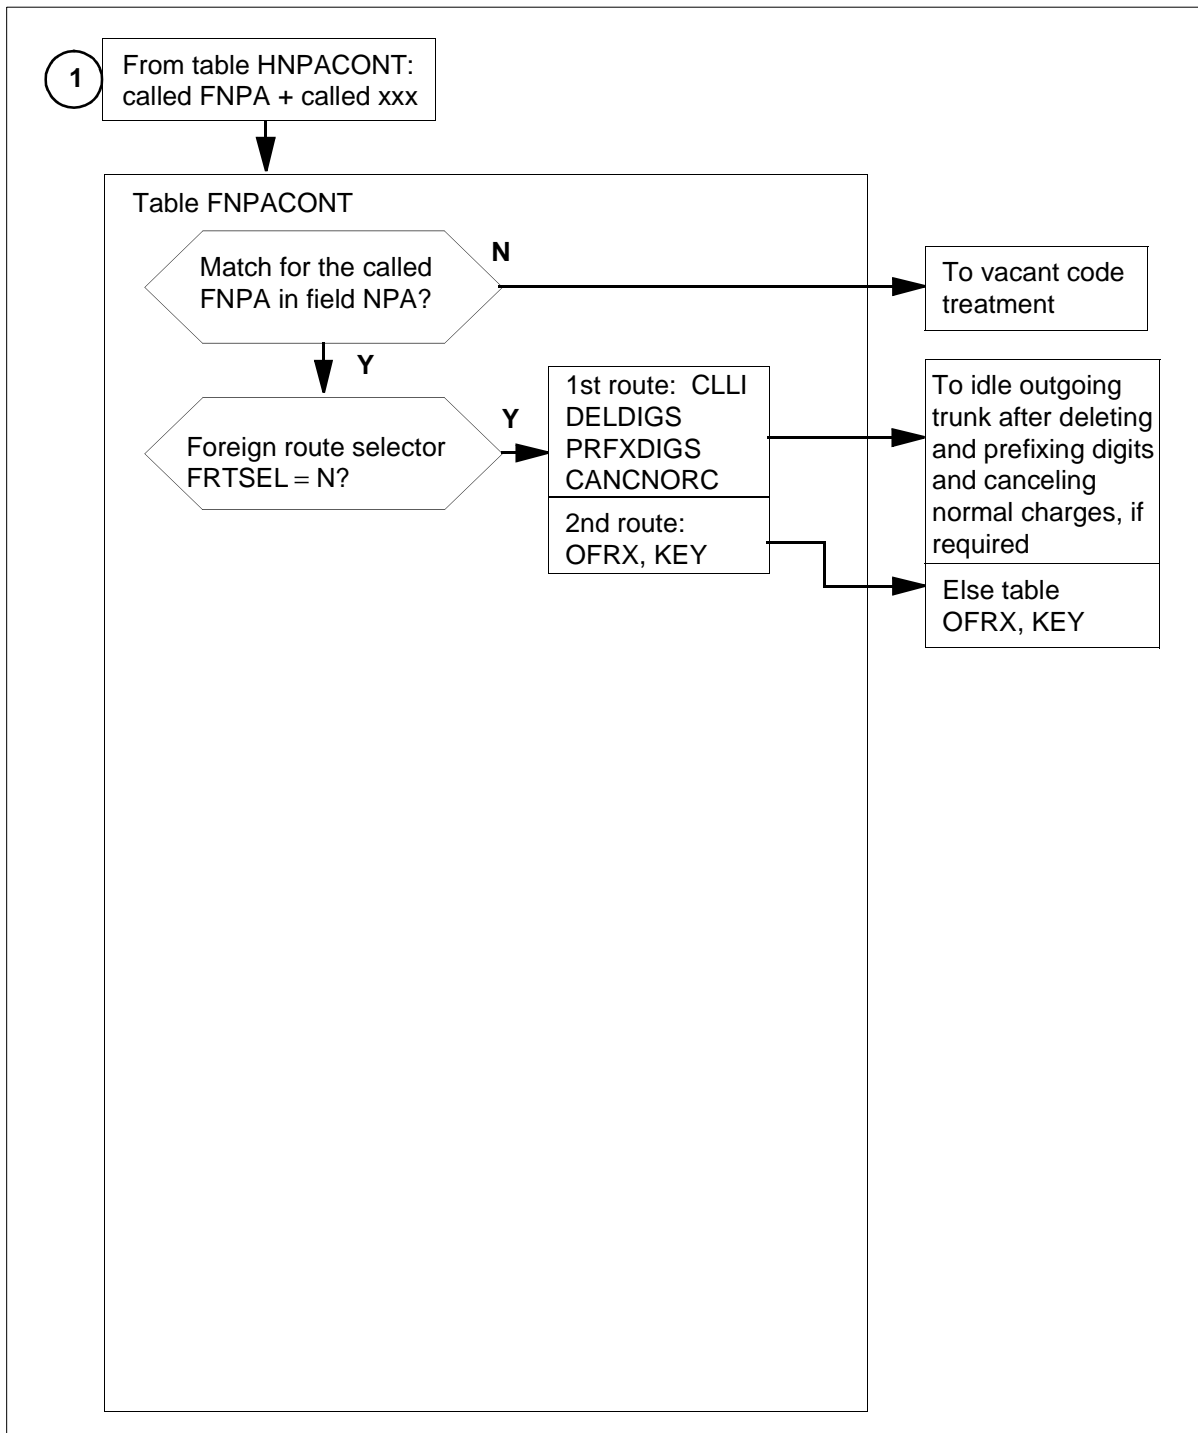 1
From table HNPACONT:
called FNPA + called xxx
Table FNPACONT
Match for the called
FNPA in field NPA?
N
To vacant code
treatment
Y
Foreign route selector
FRTSEL = N?
Y
1st route: CLLI
DELDIGS
PRFXDIGS
CANCNORC
2nd route:
OFRX, KEY
To idle outgoing
trunk after deleting
and prefixing digits
and canceling
normal charges, if
required
Else table
OFRX, KEY